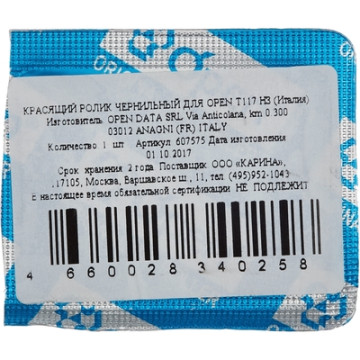 КРАСЯЩИЙ РОЛИК ЧЕРНИЛЬНЫЙ ДЛЯ OPEN T117 H3 (Италия)
Изготовитель OPEN DATA SRL Via Anticolana, km 0.300
03012 ANAGNI (FR) ITALY
Количество 1 шт Артикул 607575 Дата изготовления
01.10.2017
Срок хранения 2 года Поставщик ООО «КАРИНА»,
.17105, Москва, Варшавское ш., 11, тел (495)952-1043
В настоящее время обязательной сертификации НЕ ПОДЛЕЖИТ
4 660028 340258